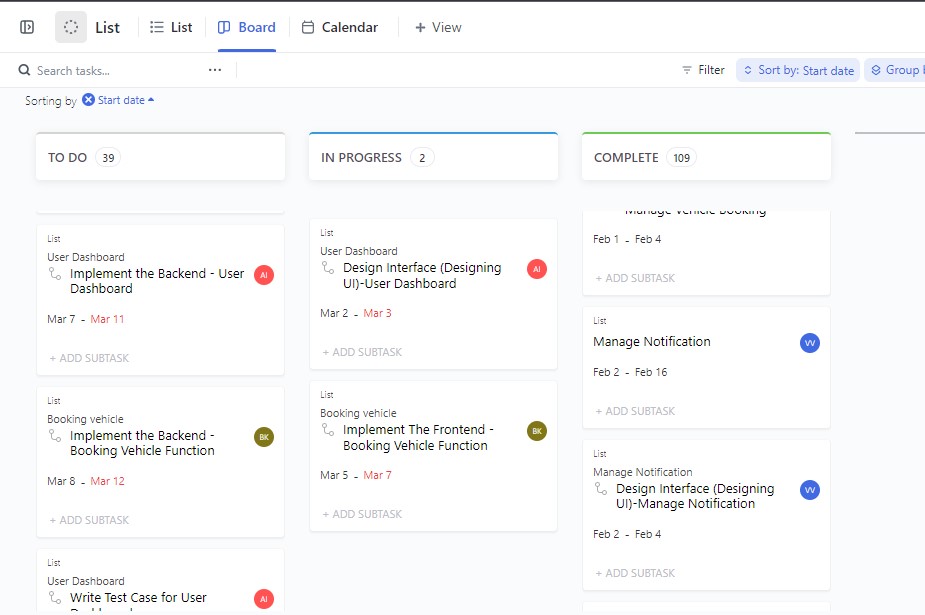 List
List
Board
Calendar
+ View
Search tasks...
...
Filter
Sort by: Start date
Group
Sorting by
Start date
TO DO 39
List
User Dashboard
Implement the Backend - User
Dashboard
AI
Mar 7 - Mar 11
+ ADD SUBTASK
List
Booking vehicle
Implement the Backend -
Booking Vehicle Function
BK
Mar 8 - Mar 12
+ ADD SUBTASK
List
User Dashboard
Write Test Case for User
AI
Dashboard
IN PROGRESS 2
List
User Dashboard
Design Interface (Designing
UI)-User Dashboard
AI
Mar 2 - Mar 3
+ ADD SUBTASK
List
Booking vehicle
Implement The Frontend -
Booking Vehicle Function
BK
Mar 5 - Mar 7
+ ADD SUBTASK
COMPLETE 109
Manage Vehicle Booking
Feb 1 - Feb 4
+ ADD SUBTASK
List
Manage Notification
VV
Feb 2 - Feb 16
+ ADD SUBTASK
List
Manage Notification
Design Interface (Designing
UI)-Manage Notification
VV
Feb 2 - Feb 4
+ ADD SUBTASK